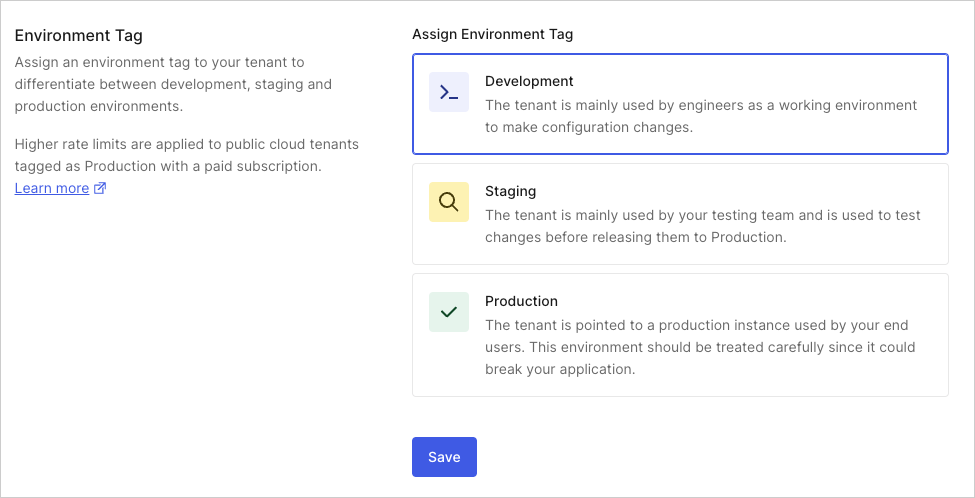 Environment Tag
Assign an environment tag to your tenant to
differentiate between development, staging and
production environments.
Higher rate limits are applied to public cloud tenants
tagged as Production with a paid subscription.
Learn more
Assign Environment Tag
Development
The tenant is mainly used by engineers as a working environment
to make configuration changes.
Staging
The tenant is mainly used by your testing team and is used to test
changes before releasing them to Production.
Production
The tenant is pointed to a production instance used by your end
users. This environment should be treated carefully since it could
break your application.
Save